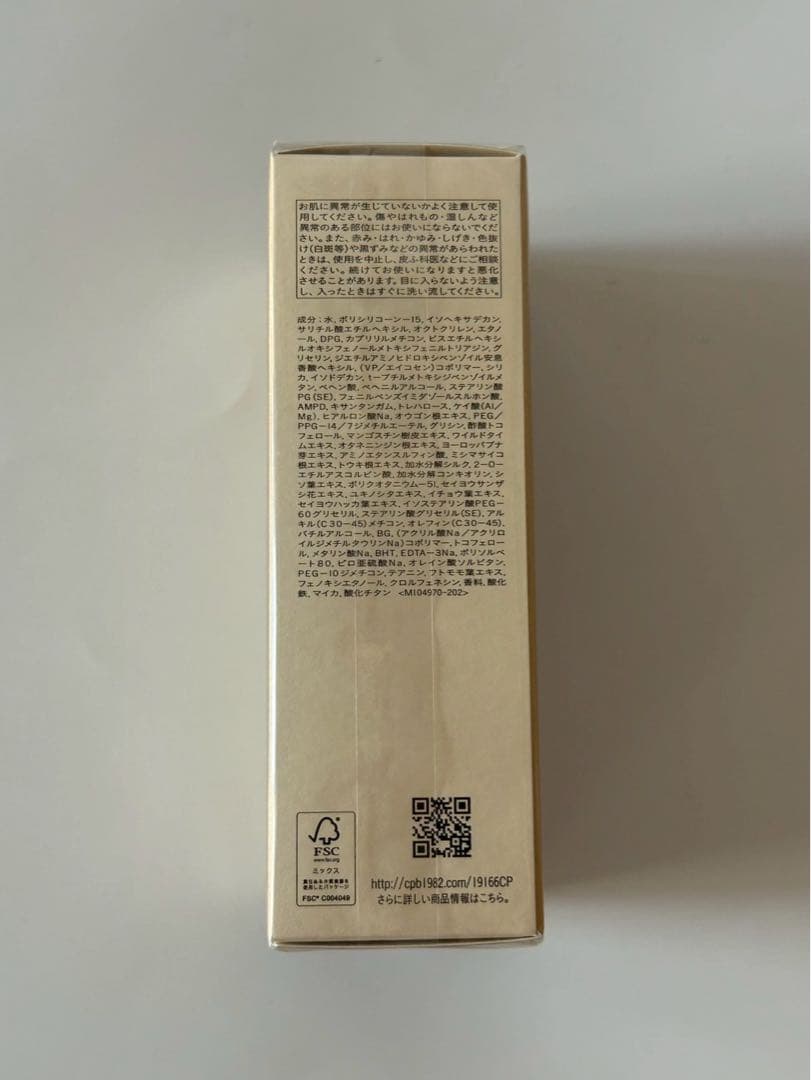 お肌に異常が生じていないかよく注意して使
用してください。傷やはれもの・湿しんなど
異常のある部位にはお使いにならないでくだ
さい。また、赤み・はれ・かゆみ・しげき・色抜
け(白斑等)や黒ずみなどの異常があらわれた
ときは、使用を中止し、皮ふ科医などにご相談
ください。続けてお使いになりますと悪化
させることがあります。目に入らないよう注意
し、入ったときはすぐに洗い流してください。
成分:水、ポリシリコーン-15、イソヘキサデカン、
サリチル酸エチルヘキシル、オクトクリレン、エタノ
ール、DPG、カプリリルメチコン、ビスエチルヘキシ
ルオキシフェノールメトキシフェニルトリアジン、グ
リセリン、ジエチルアミノヒドロキシベンゾイル安息
香酸ヘキシル、(VP/エイコセン)コポリマー、シリ
カ、イソドデカン、t-ブチルメトキシジベンゾイルメ
タン、ベヘン酸、ベヘニルアルコール、ステアリン酸
PG(SE)、フェニルベンズイミダゾールスルホン酸、
AMPD、キサンタンガム、トレハロース、ケイ酸(Al/
Mg)、ヒアルロン酸Na、オウゴン根エキス、PEG/
PPG-14/7ジメチルエーテル、グリシン、酢酸トコ
フェロール、マンゴスチン樹皮エキス、ワイルドタイ
ムエキス、オタネニンジン根エキス、ヨーロッパブナ
芽エキス、アミノエタンスルフィン酸、ミシマサイコ
根エキス、トウキ根エキス、加水分解シルク、2-O-
エチルアスコルビン酸、加水分解コンキオリン、シ
ソ葉エキス、ポリクオタニウム-51、セイヨウサンザ
シ花エキス、ユキノシタエキス、イチョウ葉エキス、
セイヨウハッカ葉エキス、イソステアリン酸PEG-
60グリセリル、ステアリン酸グリセリル(SE)、アル
キル(C30-45)メチコン、オレフィン(C30-45)、
バチルアルコール、BG、(アクリル酸Na/アクリロ
イルジメチルタウリンNa)コポリマー、トコフェロー
ル、メタリン酸Na、BHT、EDTA-3Na、ポリソルベ
ート80、ピロ亜硫酸Na、オレイン酸ソルビタン、
PEG-10ジメチコン、テアニン、フトモモ葉エキス、
フェノキシエタノール、クロルフェネシン、香料、酸化
鉄、マイカ、酸化チタン <M104970-202>
FSC
www.fsc.org
ミックス
責任ある木質資源を
使用したパッケージ
FSC® C004049
http://cpb1982.com/19166CP
さらに詳しい商品情報はこちら。